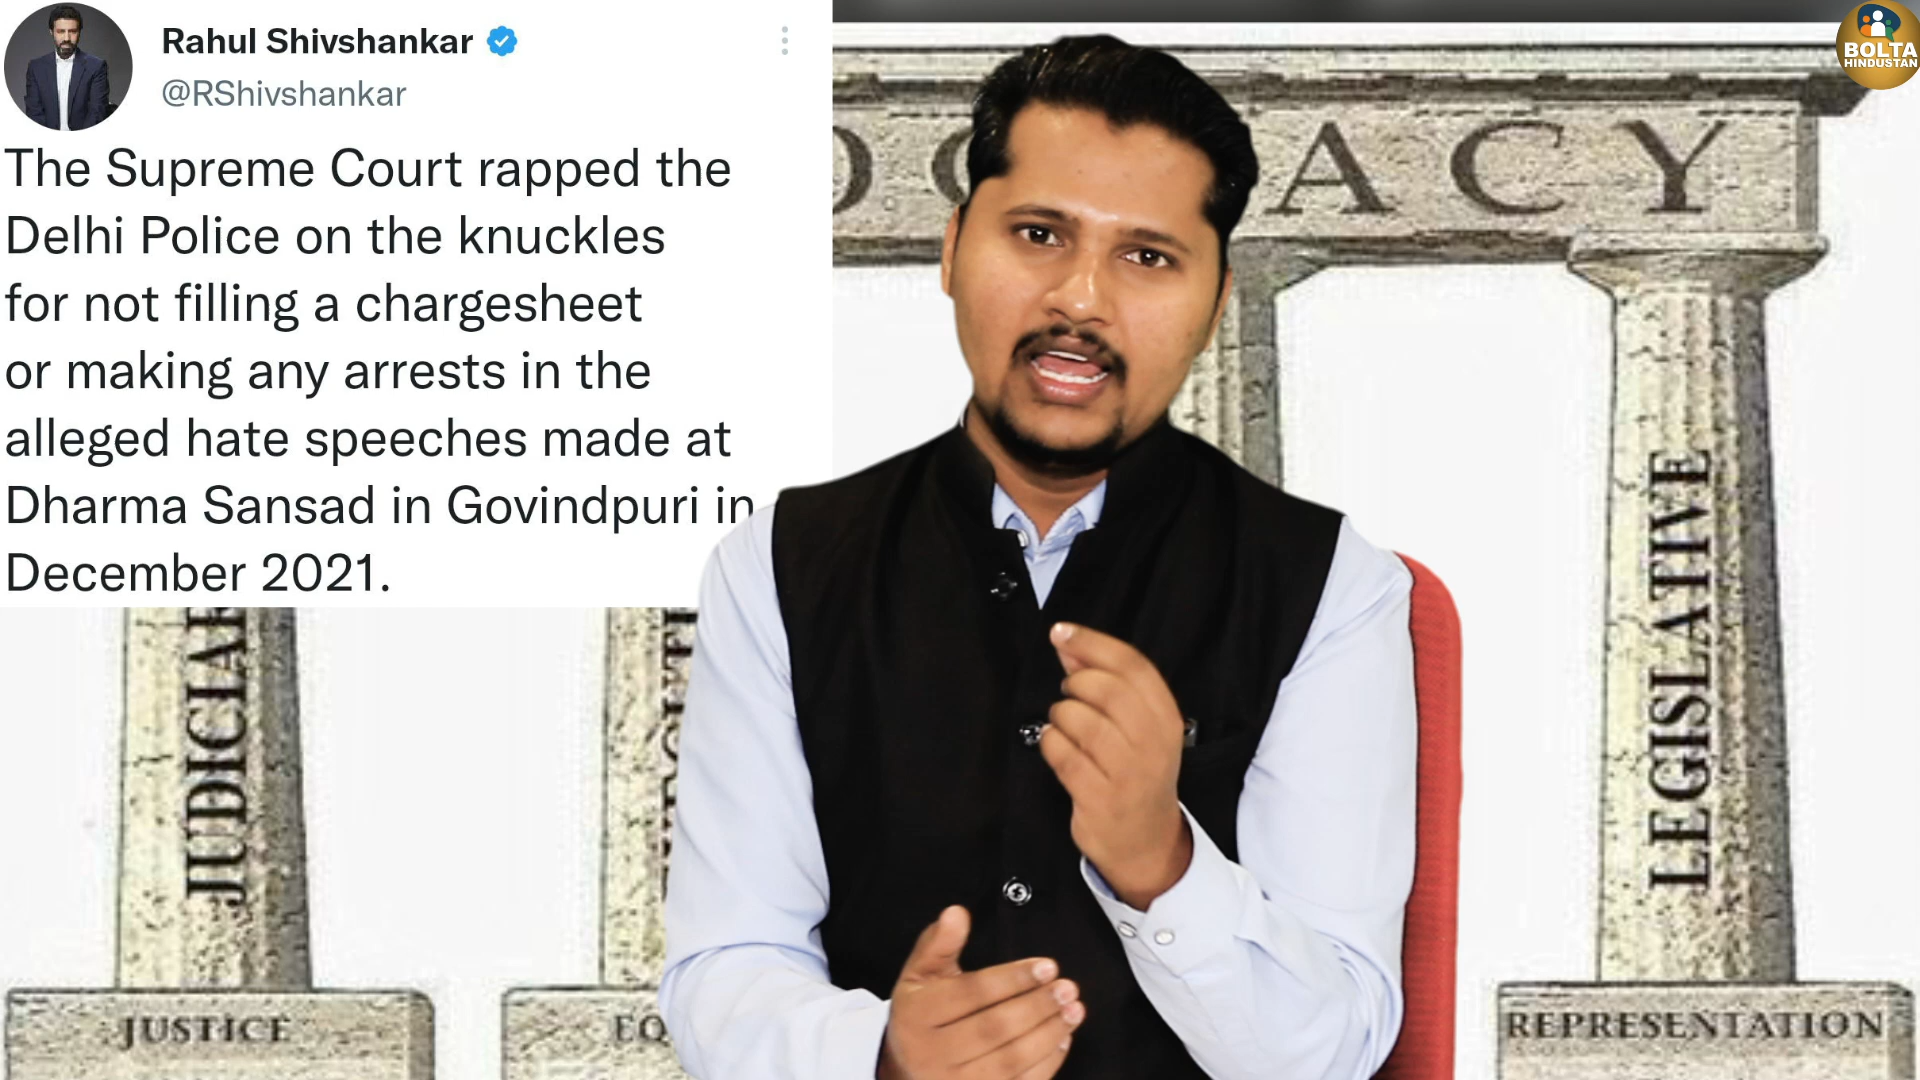 Rahul Shivshankar
@RShivshankar
The Supreme Court rapped the
Delhi Police on the knuckles
for not filling a chargesheet
or making any arrests in the
alleged hate speeches made at
Dharma Sansad in Govindpuri in
December 2021.
BOLTA
HINDUSTAN
ACY
JUDICIAR
LEGISLATIVE
JUSTICE
EQ
REPRESENTATION